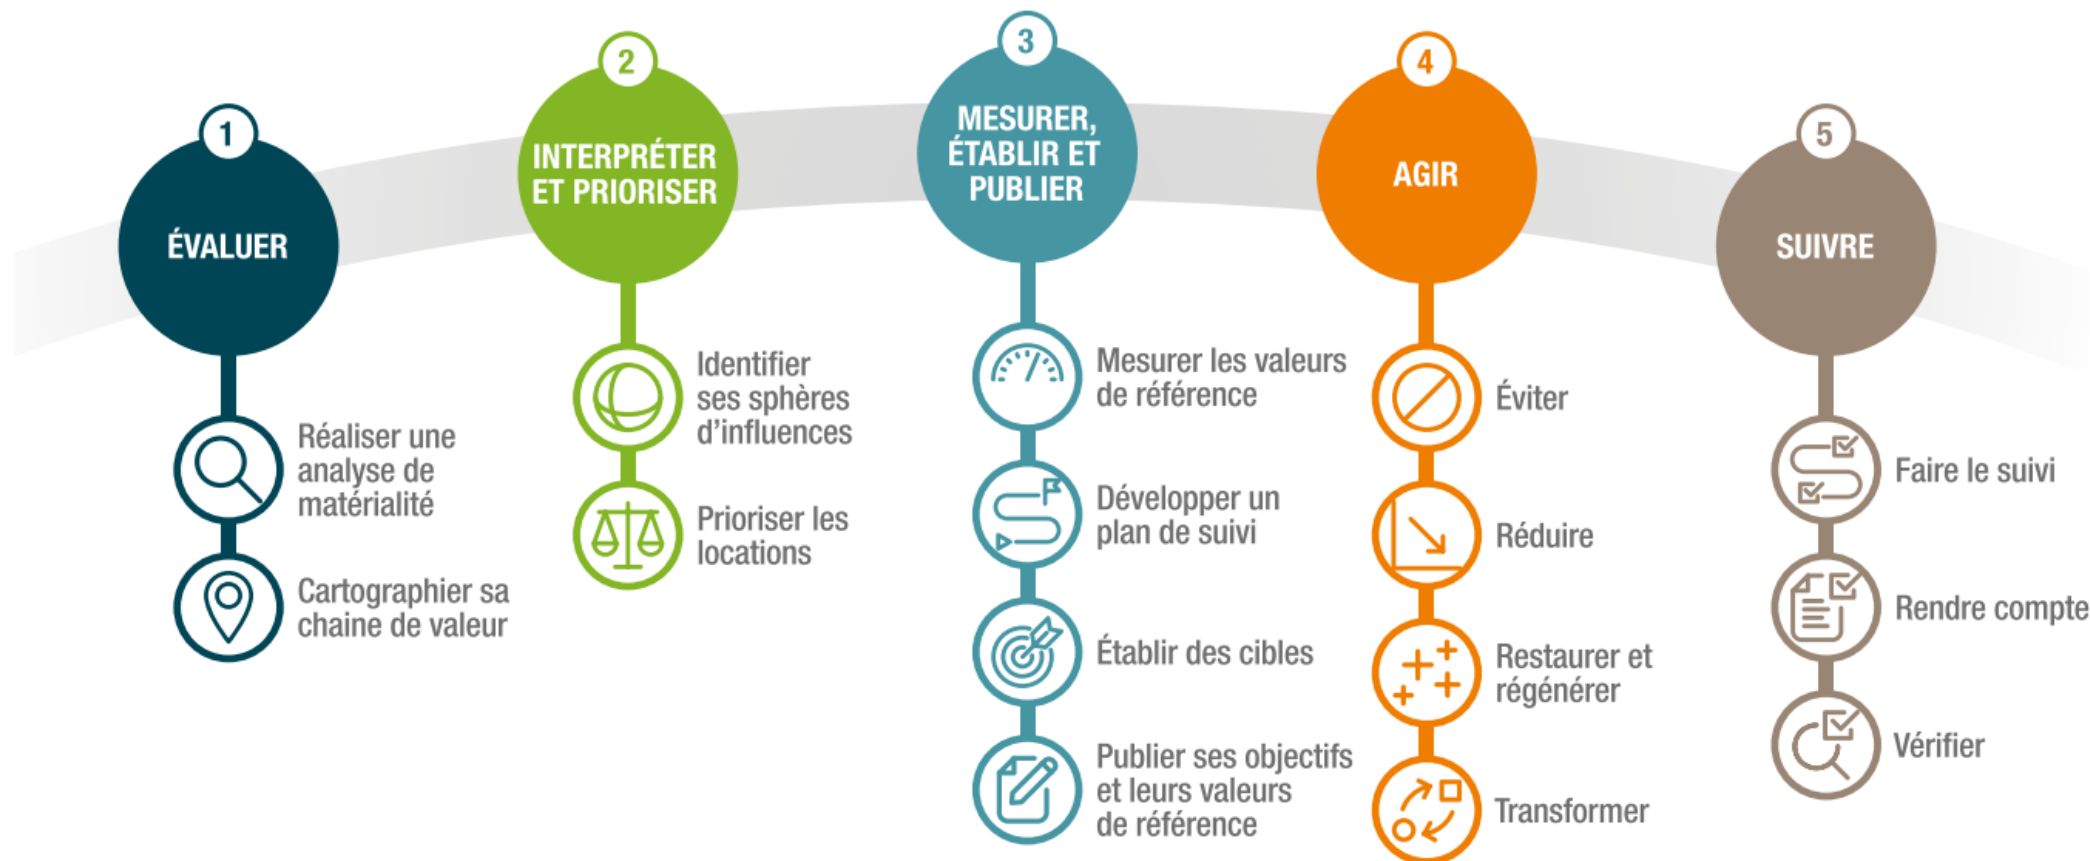 1
ÉVALUER
Réaliser une
analyse de
matérialité
Cartographier sa
chaine de valeur
2
INTERPRÉTER
ET PRIORISER
Identifier
ses sphères
d'influences
Prioriser les
locations
3
MESURER,
ÉTABLIR ET
PUBLIER
Mesurer les valeurs
de référence
Développer un
plan de suivi
Établir des cibles
Publier ses objectifs
et leurs valeurs
de référence
4
AGIR
Éviter
Réduire
Restaurer et
régénérer
Transformer
5
SUIVRE
Faire le suivi
Rendre compte
Vérifier